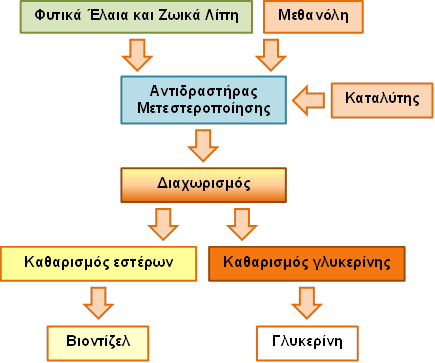 Φυτικά Έλαια και Ζωικά Λίπη
Μεθανόλη
Αντιδραστήρας
Μετεστεροποίησης
Καταλύτης
Διαχωρισμός
Καθαρισμός εστέρων
Καθαρισμός γλυκερίνης
Βιοντίζελ
Γλυκερίνη